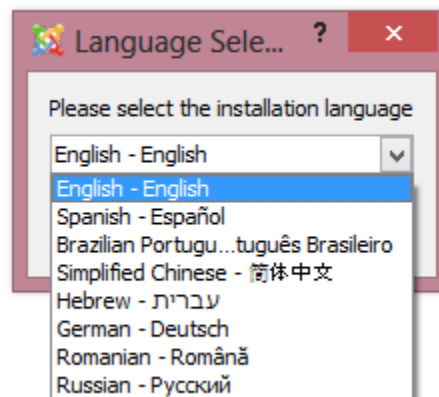 Language Sele... ?
Please select the installation language
English - English
English - English
Spanish - Español
Brazilian Portugu...tuguês Brasileiro
Simplified Chinese - 简体中文
Hebrew - עברית
German - Deutsch
Romanian - Română
Russian - Русский